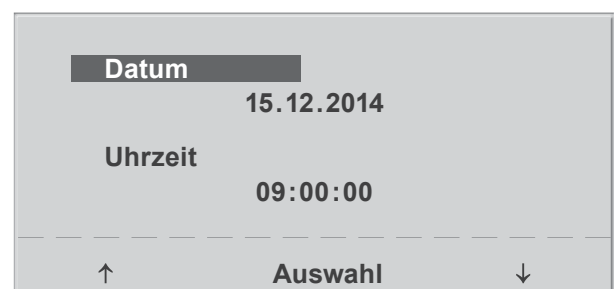 Datum
15.12.2014
Uhrzeit
09:00:00
↑ Auswahl ↓